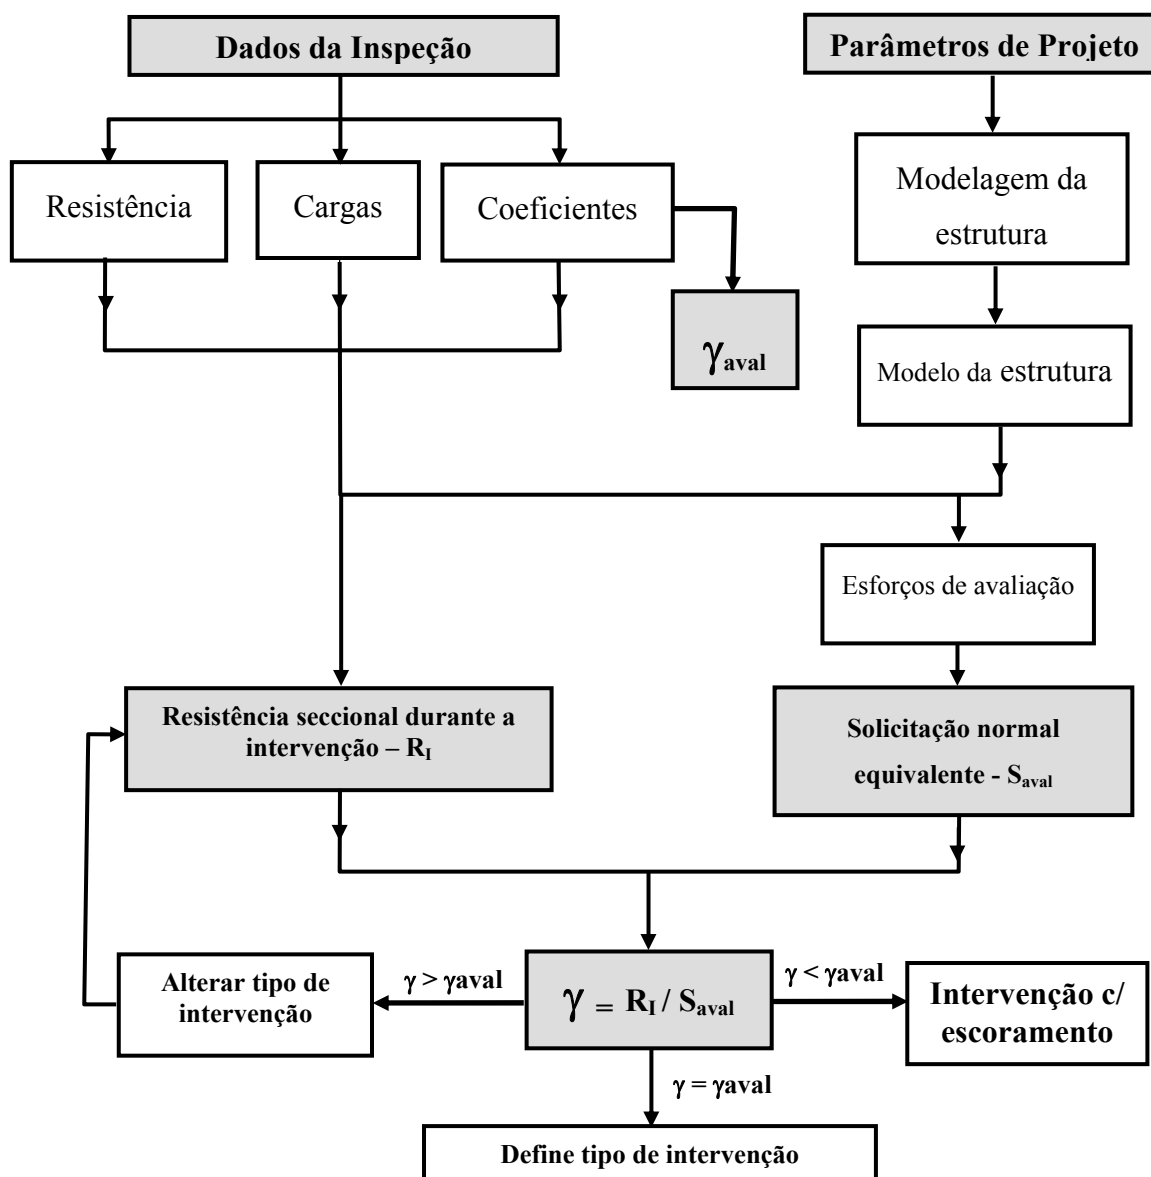 Dados da Inspeção
Parâmetros de Projeto
Resistência
Cargas
Coeficientes
Modelagem da
estrutura
γaval
Modelo da estrutura
Esforços de avaliação
Resistência seccional durante a
intervenção – RI
Solicitação normal
equivalente - Saval
Alterar tipo de
intervenção
γ > γaval
γ = RI / Saval
γ < γaval
Intervenção c/
escoramento
γ = γaval
Define tipo de intervenção